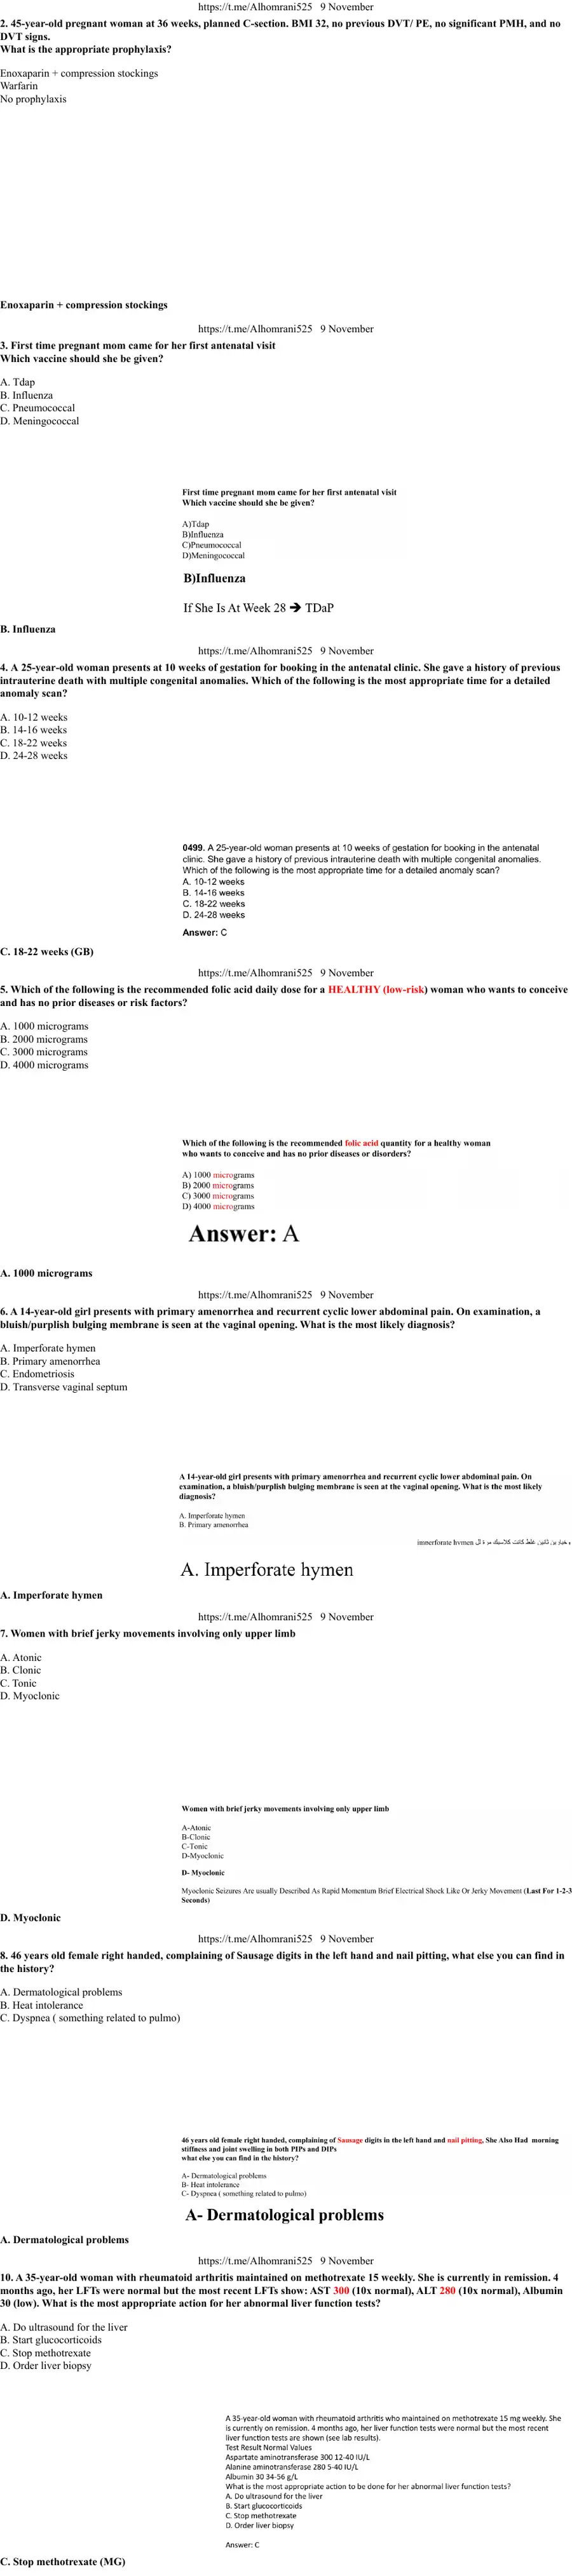 https://t.me/Alhomrani525 9 November
2. 45-year-old pregnant woman at 36 weeks, planned C-section. BMI 32, no previous DVT/ PE, no significant PMH, and no
DVT signs.
What is the appropriate prophylaxis?
Enoxaparin + compression stockings
Warfarin
No prophylaxis
Enoxaparin + compression stockings
https://t.me/Alhomrani525 9 November
3. First time pregnant mom came for her first antenatal visit
Which vaccine should she be given?
A. Tdap
B. Influenza
C. Pneumococcal
D. Meningococcal
First time pregnant mom came for her first antenatal visit
Which vaccine should she be given?
A)Tdap
B)Influenza
C)Pneumococcal
D)Meningococcal
B)Influenza
If She Is At Week 28 ➔ TDaP
B. Influenza
https://t.me/Alhomrani525 9 November
4. A 25-year-old woman presents at 10 weeks of gestation for booking in the antenatal clinic. She gave a history of previous
intrauterine death with multiple congenital anomalies. Which of the following is the most appropriate time for a detailed
anomaly scan?
A. 10-12 weeks
B. 14-16 weeks
C. 18-22 weeks
D. 24-28 weeks
0499. A 25-year-old woman presents at 10 weeks of gestation for booking in the antenatal
clinic. She gave a history of previous intrauterine death with multiple congenital anomalies.
Which of the following is the most appropriate time for a detailed anomaly scan?
A. 10-12 weeks
B. 14-16 weeks
C. 18-22 weeks
D. 24-28 weeks
Answer: C
C. 18-22 weeks (GB)
https://t.me/Alhomrani525 9 November
5. Which of the following is the recommended folic acid daily dose for a HEALTHY (low-risk) woman who wants to conceive
and has no prior diseases or risk factors?
A. 1000 micrograms
B. 2000 micrograms
C. 3000 micrograms
D. 4000 micrograms
Which of the following is the recommended folic acid quantity for a healthy woman
who wants to conceive and has no prior diseases or disorders?
A) 1000 micrograms
B) 2000 micrograms
C) 3000 micrograms
D) 4000 micrograms
Answer: A
A. 1000 micrograms
https://t.me/Alhomrani525 9 November
6. A 14-year-old girl presents with primary amenorrhea and recurrent cyclic lower abdominal pain. On examination, a
bluish/purplish bulging membrane is seen at the vaginal opening. What is the most likely diagnosis?
A. Imperforate hymen
B. Primary amenorrhea
C. Endometriosis
D. Transverse vaginal septum
A 14-year-old girl presents with primary amenorrhea and recurrent cyclic lower abdominal pain. On
examination, a bluish/purplish bulging membrane is seen at the vaginal opening. What is the most likely
diagnosis?
A. Imperforate hymen
B. Primary amenorrhea
و خيارين ثانين غلط كانت كلاسيك مرة لل imperforate hymen
A. Imperforate hymen
A. Imperforate hymen
https://t.me/Alhomrani525 9 November
7. Women with brief jerky movements involving only upper limb
A. Atonic
B. Clonic
C. Tonic
D. Myoclonic
Women with brief jerky movements involving only upper limb
A-Atonic
B-Clonic
C-Tonic
D-Myoclonic
D- Myoclonic
Myoclonic Seizures Are usually Described As Rapid Momentum Brief Electrical Shock Like Or Jerky Movement (Last For 1-2-3
Seconds)
D. Myoclonic
https://t.me/Alhomrani525 9 November
8. 46 years old female right handed, complaining of Sausage digits in the left hand and nail pitting, what else you can find in
the history?
A. Dermatological problems
B. Heat intolerance
C. Dyspnea ( something related to pulmo)
46 years old female right handed, complaining of Sausage digits in the left hand and nail pitting, She Also Had morning
stiffness and joint swelling in both PIPs and DIPs
what else you can find in the history?
A- Dermatological problems
B- Heat intolerance
C- Dyspnea ( something related to pulmo)
A- Dermatological problems
A. Dermatological problems
https://t.me/Alhomrani525 9 November
10. A 35-year-old woman with rheumatoid arthritis maintained on methotrexate 15 weekly. She is currently in remission. 4
months ago, her LFTs were normal but the most recent LFTs show: AST 300 (10x normal), ALT 280 (10x normal), Albumin
30 (low). What is the most appropriate action for her abnormal liver function tests?
A. Do ultrasound for the liver
B. Start glucocorticoids
C. Stop methotrexate
D. Order liver biopsy
A 35-year-old woman with rheumatoid arthritis who maintained on methotrexate 15 mg weekly. She
is currently on remission. 4 months ago, her liver function tests were normal but the most recent
liver function tests are shown (see lab results).
Test Result Normal Values
Aspartate aminotransferase 300 12-40 IU/L
Alanine aminotransferase 280 5-40 IU/L
Albumin 30 34-56 g/L
What is the most appropriate action to be done for her abnormal liver function tests?
A. Do ultrasound for the liver
B. Start glucocorticoids
C. Stop methotrexate
D. Order liver biopsy
Answer: C
C. Stop methotrexate (MG)